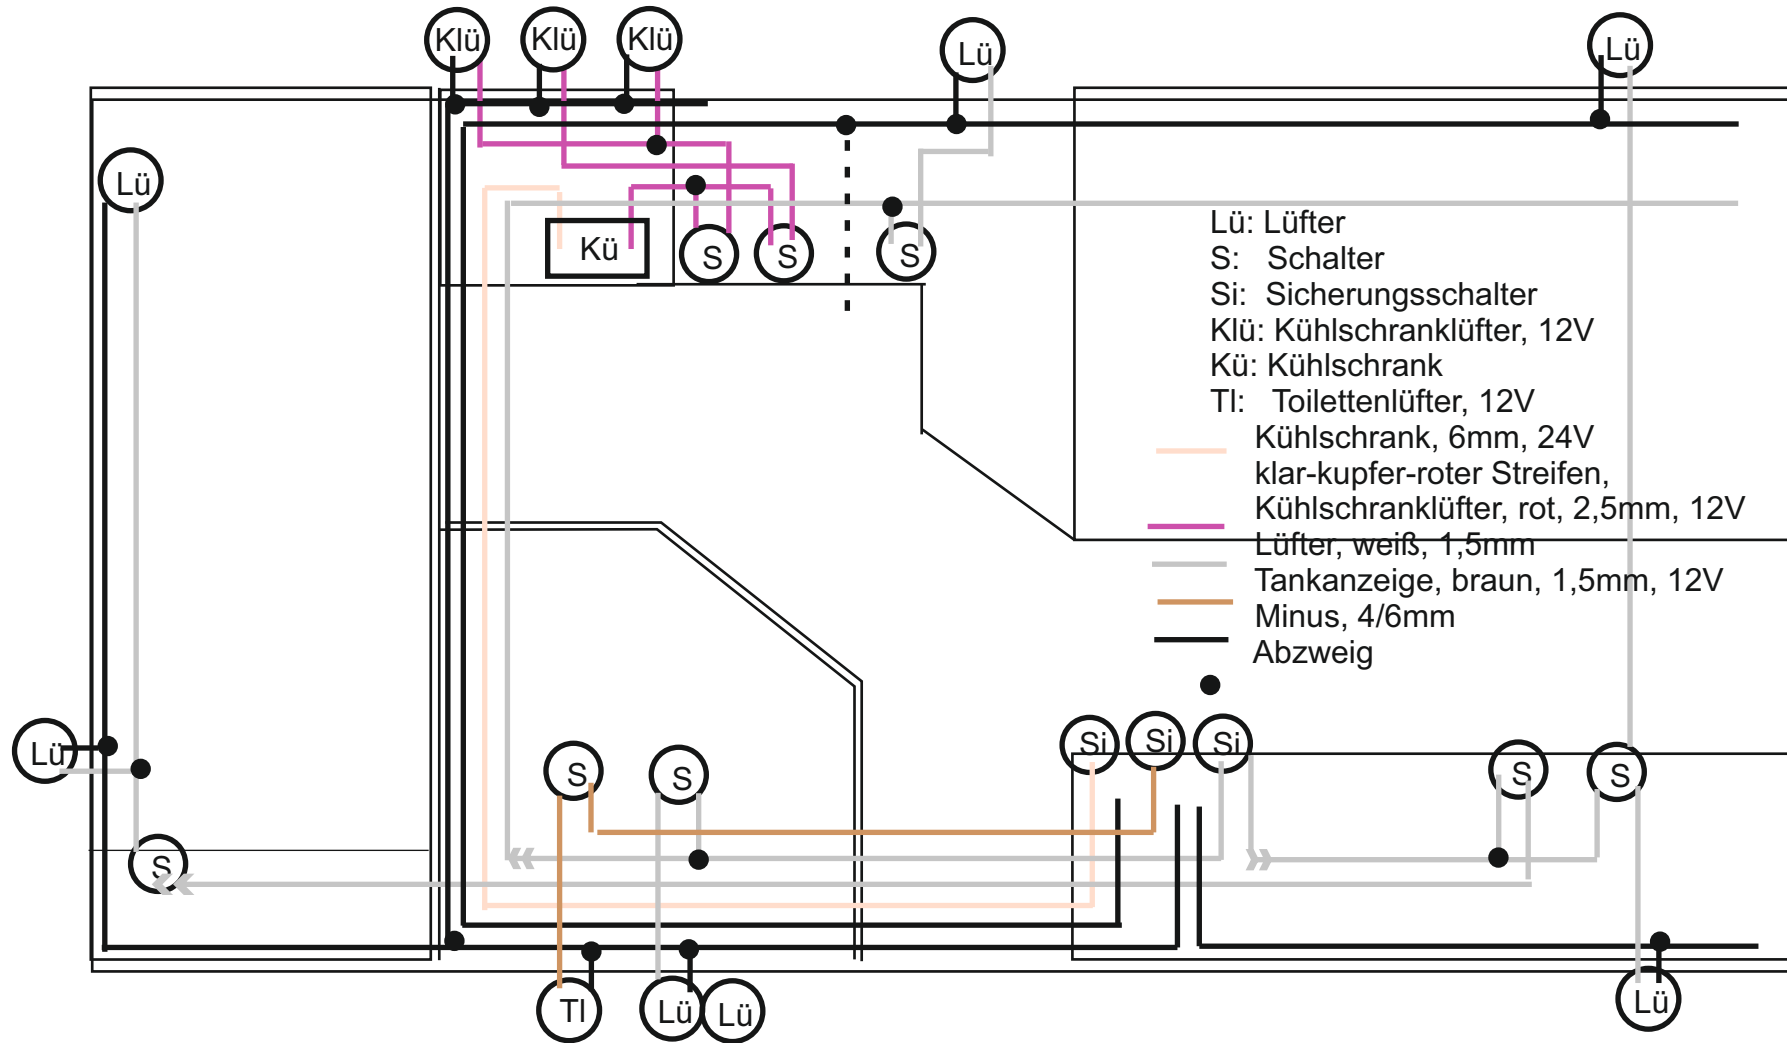 Klü Klü Klü Lü Lü
Lü
Kü S S S
Lü: Lüfter
S: Schalter
Si: Sicherungsschalter
Klü: Kühlschranklüfter, 12V
Kü: Kühlschrank
Tl: Toilettenlüfter, 12V
Kühlschrank, 6mm, 24V
klar-kupfer-roter Streifen,
Kühlschranklüfter, rot, 2,5mm, 12V
Lüfter, weiß, 1,5mm
Tankanzeige, braun, 1,5mm, 12V
Minus, 4/6mm
Abzweig
Lü Si Si Si
S S S S
S
Tl Lü Lü Lü